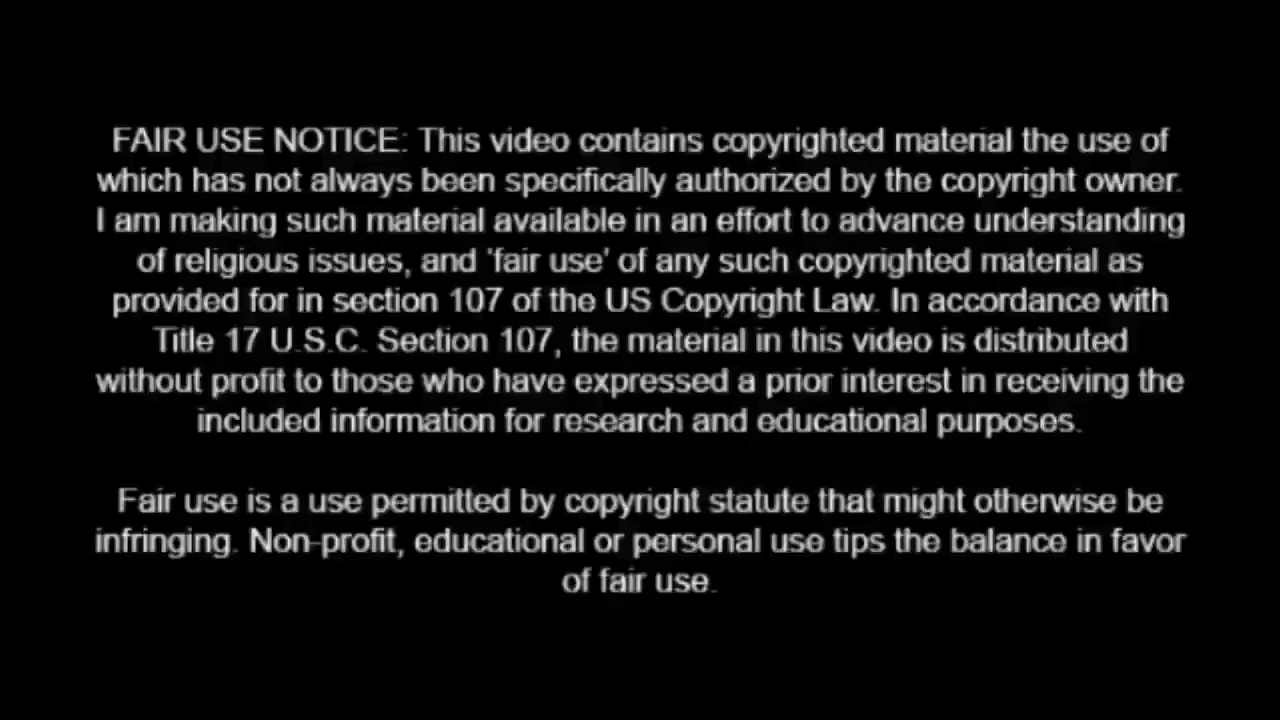 FAIR USE NOTICE: This video contains copyrighted material the use of
which has not always been specifically authorized by the copyright owner.
I am making such material available in an effort to advance understanding
of religious issues, and 'fair use' of any such copyrighted material as
provided for in section 107 of the US Copyright Law. In accordance with
Title 17 U.S.C. Section 107, the material in this video is distributed
without profit to those who have expressed a prior interest in receiving the
included information for research and educational purposes.
Fair use is a use permitted by copyright statute that might otherwise be
infringing. Non-profit, educational or personal use tips the balance in favor
of fair use.